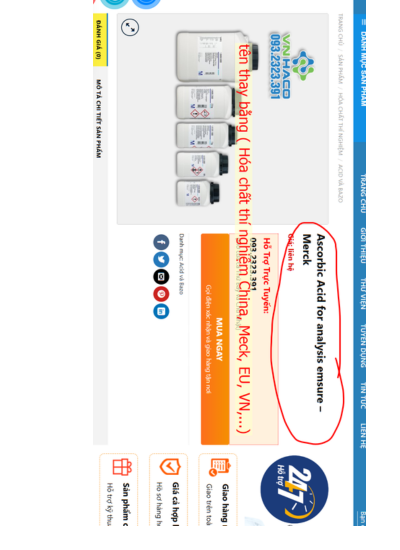 ≡ DANH MỤC SẢN PHẨM
TRANG CHỦ
GIỚI THIỆU
THƯ VIỆN
TUYỂN DỤNG
TIN TỨC
LIÊN HỆ
Bản
TRANG CHỦ / SẢN PHẨM / HÓA CHẤT THÍ NGHIỆM / ACID VÀ BAZO
VINHACO
093.2323.391
Ascorbic Acid for analysis emsure –
Merck
Giá: liên hệ
Hỗ Trợ Trực Tuyến:
093.2323.391
tên thay bằng ( Hóa chất thí nghiệm China, Meck, EU, VN,...)
MUA NGAY
Gọi điện xác nhận và giao hàng tận nơi
Danh mục: Acid và Bazo
24/7
Hỗ trợ
Giao hàng
Giao trên toà
Giá cả hợp l
Hồ sơ hàng h
Sản phẩm c
Hỗ trợ kỹ thu
ĐÁNH GIÁ (0)
MÔ TẢ CHI TIẾT SẢN PHẨM